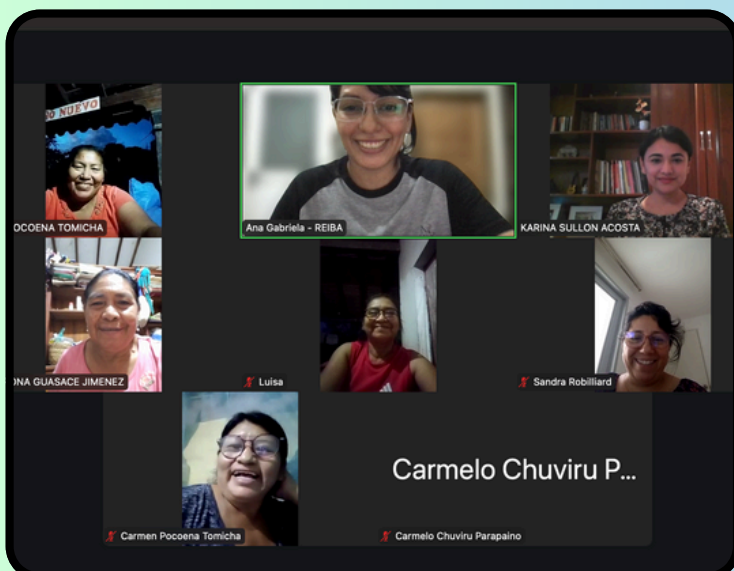 O NUEVO
OCOENA TOMICHA
Ana Gabriela - REIBA
KARINA SULLON ACOSTA
ONA GUASACE JIMENEZ
Luisa
Sandra Robilliard
Carmelo Chuviru P...
Carmen Pocoena Tomicha
Carmelo Chuviru Parapaino